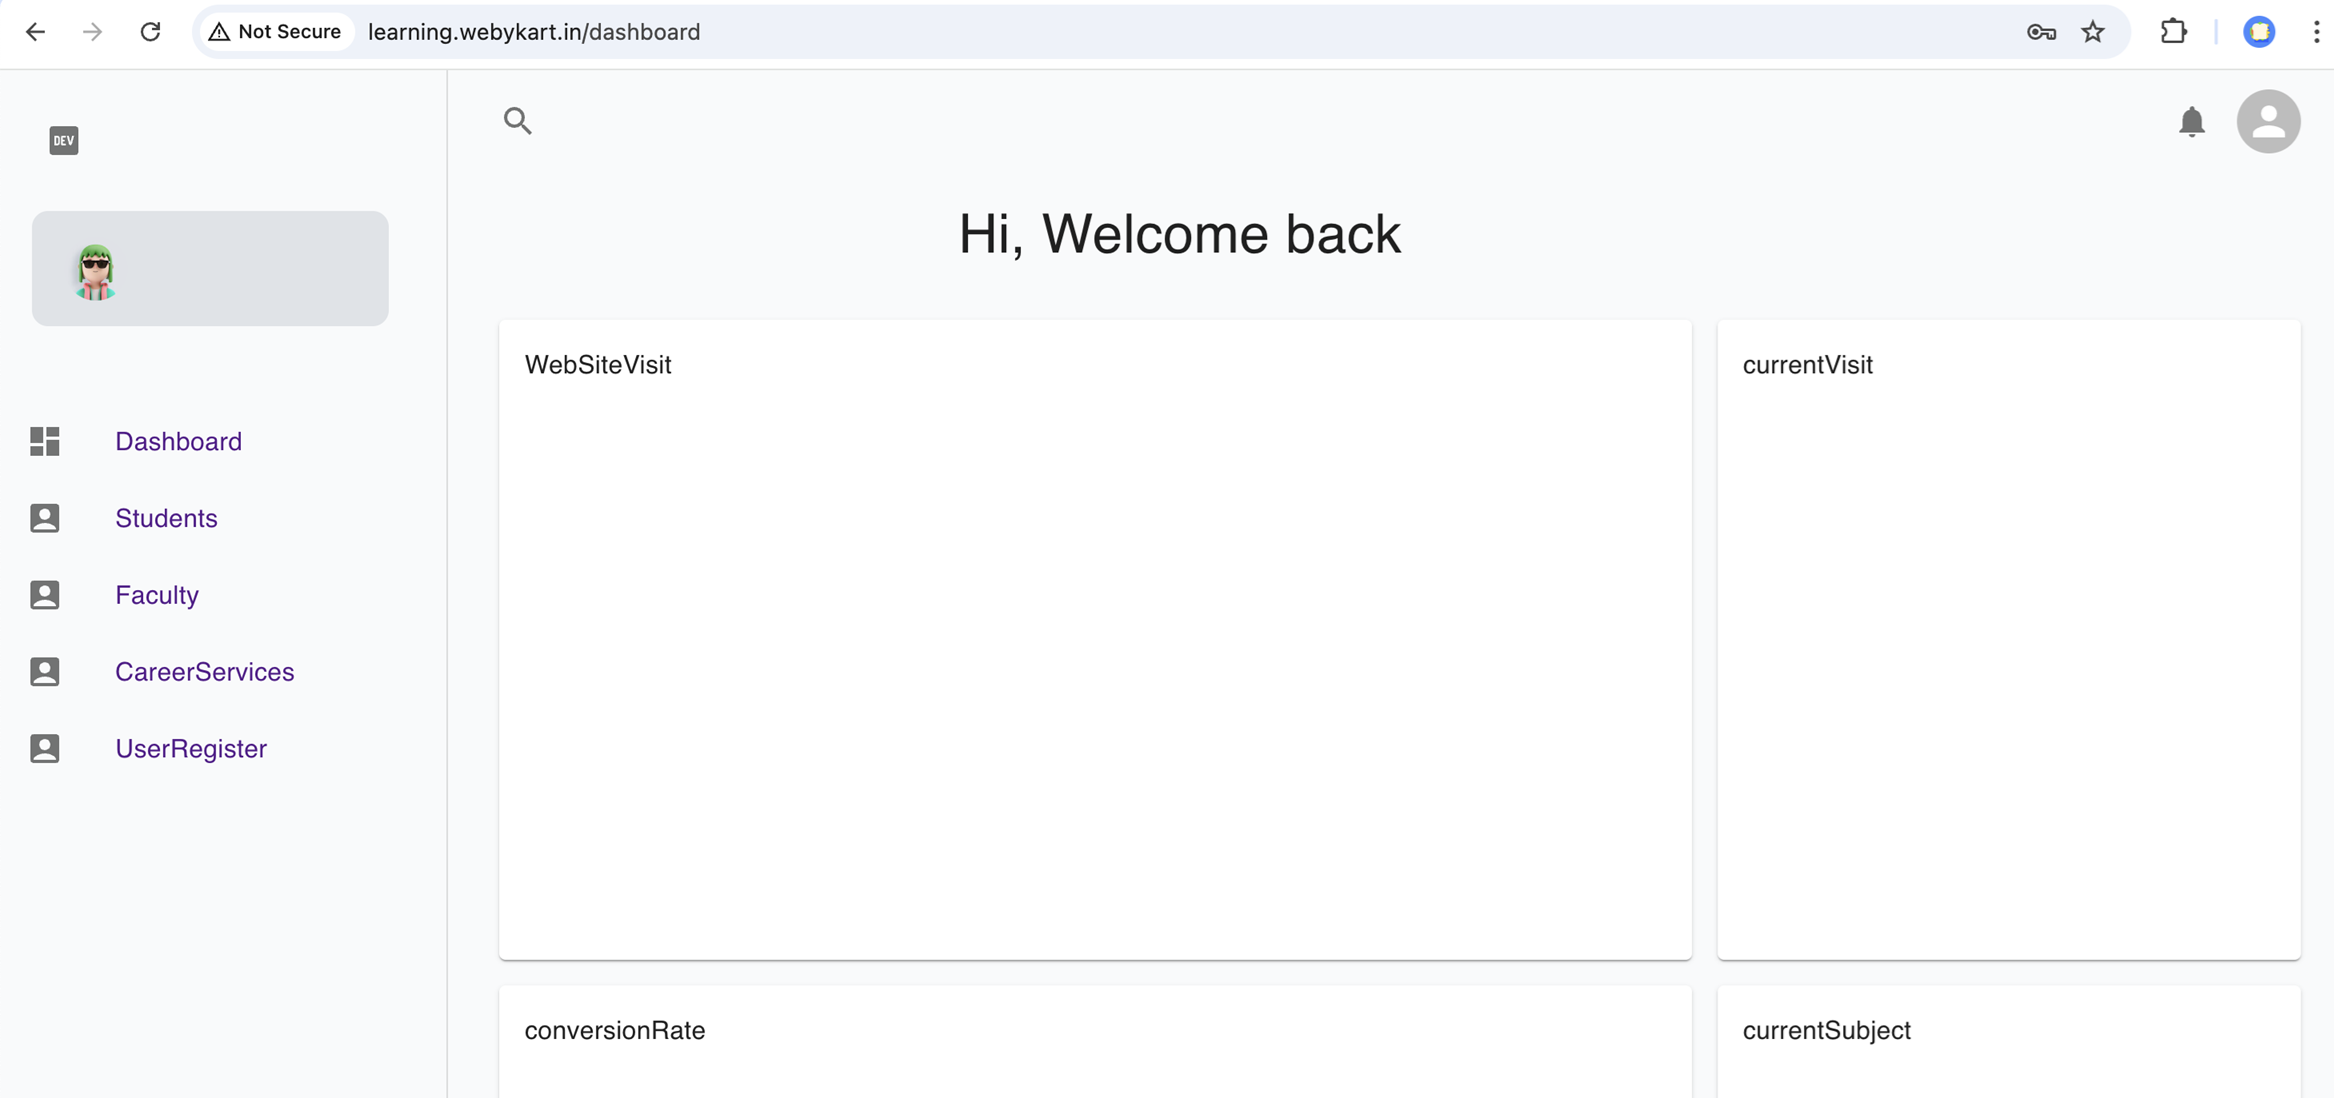 Not Secure learning.webykart.in/dashboard
DEV
Hi, Welcome back
WebSiteVisit
currentVisit
Dashboard
Students
Faculty
CareerServices
UserRegister
conversionRate
currentSubject